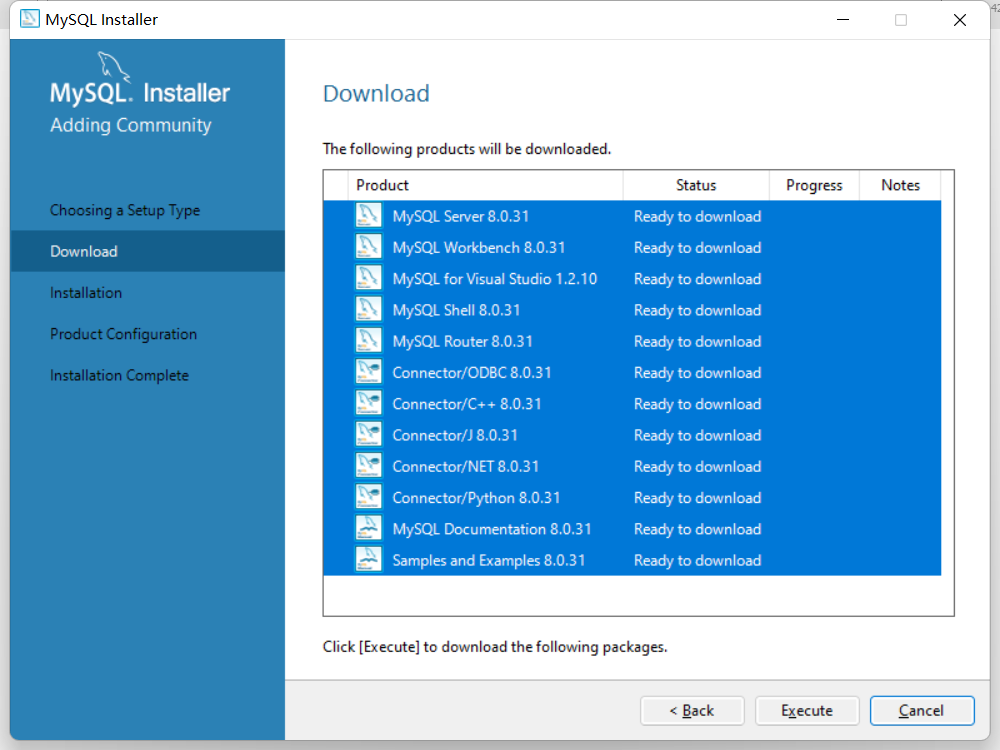 MySQL Installer
MySQL. Installer
Adding Community
Choosing a Setup Type
Download
Installation
Product Configuration
Installation Complete
Download
The following products will be downloaded.
Product Status Progress Notes
MySQL Server 8.0.31 Ready to download
MySQL Workbench 8.0.31 Ready to download
MySQL for Visual Studio 1.2.10 Ready to download
MySQL Shell 8.0.31 Ready to download
MySQL Router 8.0.31 Ready to download
Connector/ODBC 8.0.31 Ready to download
Connector/C++ 8.0.31 Ready to download
Connector/J 8.0.31 Ready to download
Connector/NET 8.0.31 Ready to download
Connector/Python 8.0.31 Ready to download
MySQL Documentation 8.0.31 Ready to download
Samples and Examples 8.0.31 Ready to download
Click [Execute] to download the following packages.
< Back Execute Cancel